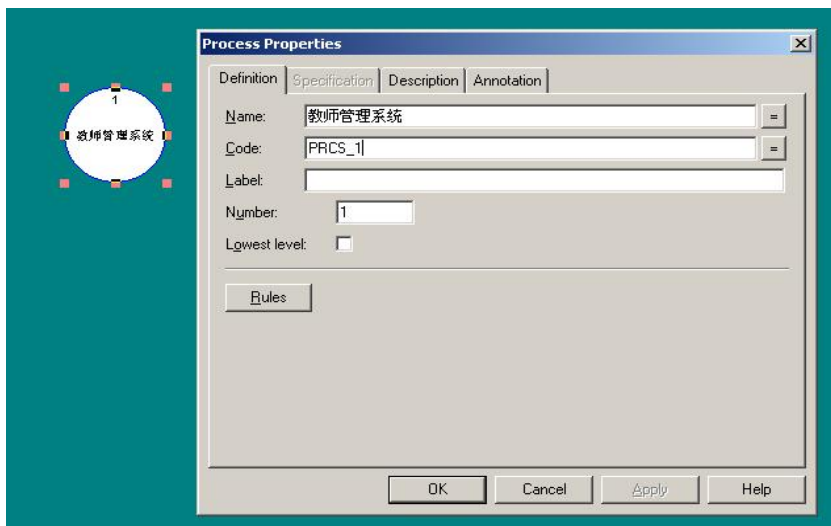 Process Properties
1
教师管理系统
Definition Specification Description Annotation
Name: 教师管理系统 =
Code: PRCS_1 =
Label:
Number: 1
Lowest level:
Rules
OK Cancel Apply Help